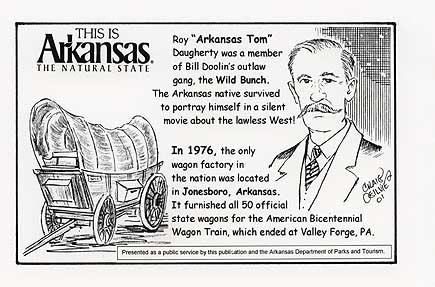 THIS IS
Arkansas.
THE NATURAL STATE
Roy "Arkansas Tom"
Daugherty was a member
of Bill Doolin's outlaw
gang, the Wild Bunch.
The Arkansas native survived
to portray himself in a silent
movie about the lawless West!
In 1976, the only
wagon factory in
the nation was located
in Jonesboro, Arkansas.
It furnished all 50 official
state wagons for the American Bicentennial
Wagon Train, which ended at Valley Forge, PA.
CRAIG
OGILVIE
01
Presented as a public service by this publication and the Arkansas Department of Parks and Tourism.